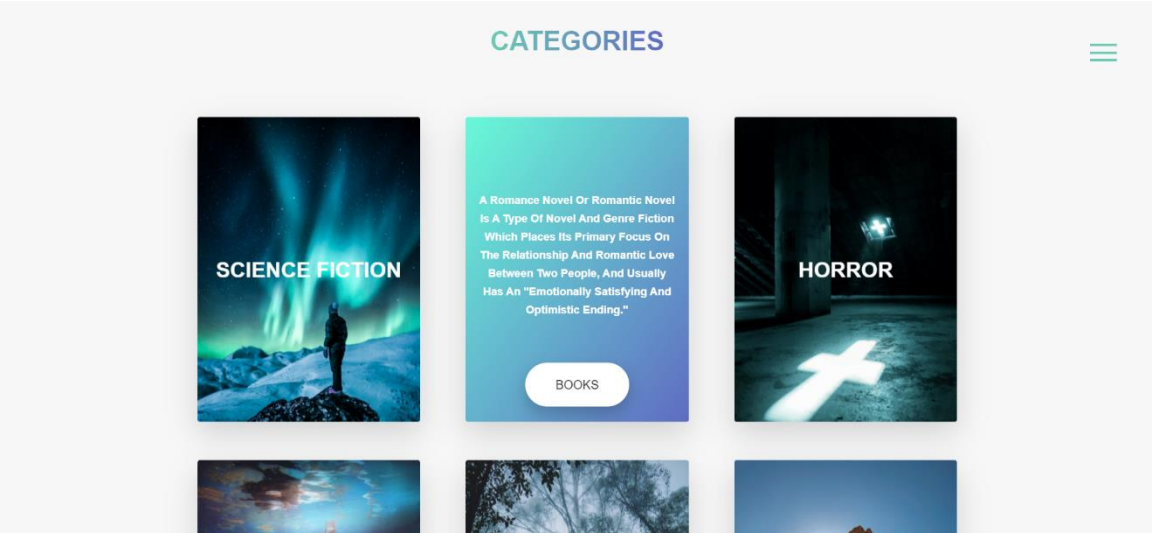 CATEGORIES
SCIENCE FICTION
A Romance Novel Or Romantic Novel
Is A Type Of Novel And Genre Fiction
Which Places Its Primary Focus On
The Relationship And Romantic Love
Between Two People, And Usually
Has An "Emotionally Satisfying And
Optimistic Ending."
BOOKS
HORROR